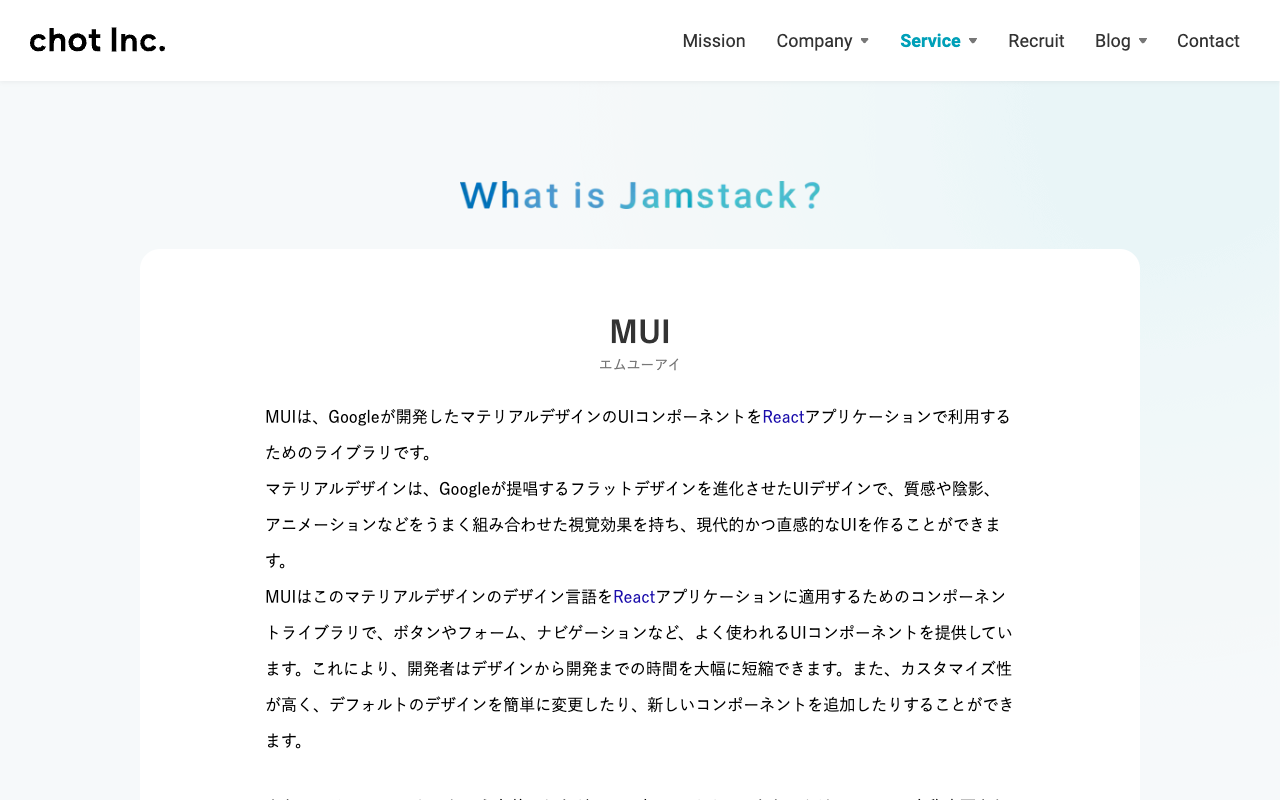 chot Inc.
Mission
Company
Service
Recruit
Blog
Contact
What is Jamstack?
MUI
エムユーアイ
MUIは、Googleが開発したマテリアルデザインのUIコンポーネントをReactアプリケーションで利用する
ためのライブラリです。
マテリアルデザインは、Googleが提唱するフラットデザインを進化させたUIデザインで、質感や陰影、
アニメーションなどをうまく組み合わせた視覚効果を持ち、現代的かつ直感的なUIを作ることができま
す。
MUIはこのマテリアルデザインのデザイン言語をReactアプリケーションに適用するためのコンポーネン
トライブラリで、ボタンやフォーム、ナビゲーションなど、よく使われるUIコンポーネントを提供してい
ます。これにより、開発者はデザインから開発までの時間を大幅に短縮できます。また、カスタマイズ性
が高く、デフォルトのデザインを簡単に変更したり、新しいコンポーネントを追加したりすることができ
ます。